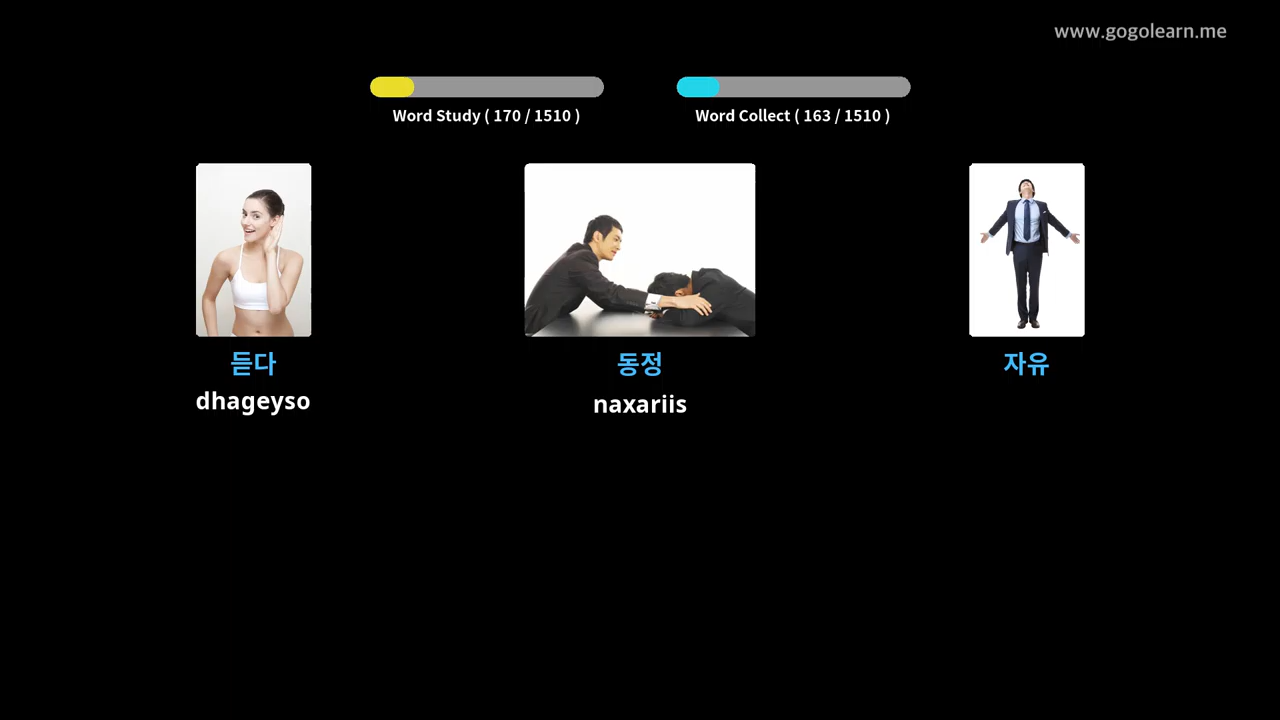 www.gogolearn.me
Word Study ( 170 / 1510 )
Word Collect ( 163 / 1510 )
듣다
동정
자유
dhageyso
naxariis